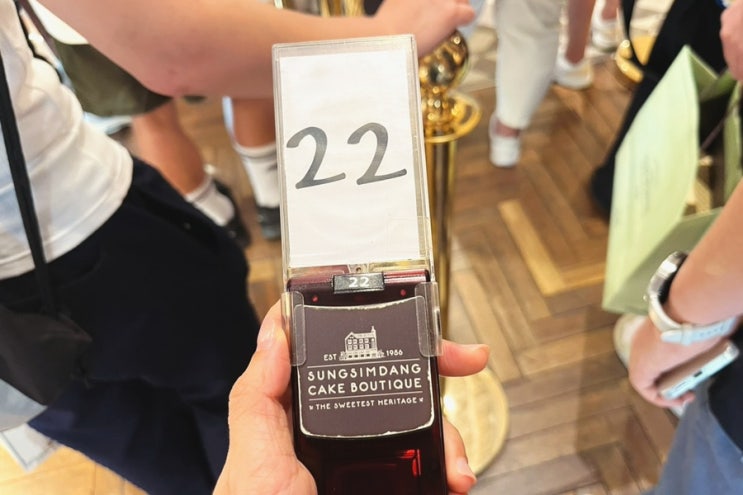 22
22
EST 1956
SUNGSIMDANG
CAKE BOUTIQUE
THE SWEETEST HERITAGE